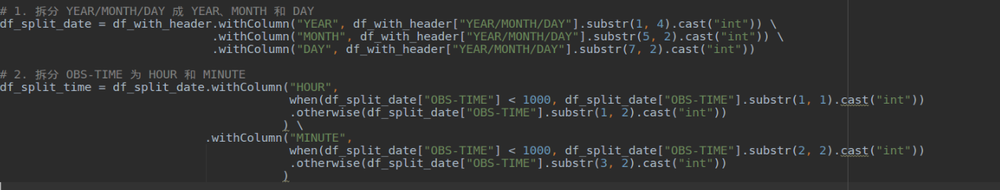 # 1. 拆分 YEAR/MONTH/DAY 成 YEAR、MONTH 和 DAY
df_split_date = df_with_header.withColumn("YEAR", df_with_header["YEAR/MONTH/DAY"].substr(1, 4).cast("int")) \
.withColumn("MONTH", df_with_header["YEAR/MONTH/DAY"].substr(5, 2).cast("int")) \
.withColumn("DAY", df_with_header["YEAR/MONTH/DAY"].substr(7, 2).cast("int"))
# 2. 拆分 OBS-TIME 为 HOUR 和 MINUTE
df_split_time = df_split_date.withColumn("HOUR",
when(df_split_date["OBS-TIME"] < 1000, df_split_date["OBS-TIME"].substr(1, 1).cast("int"))
.otherwise(df_split_date["OBS-TIME"].substr(1, 2).cast("int"))
) \
.withColumn("MINUTE",
when(df_split_date["OBS-TIME"] < 1000, df_split_date["OBS-TIME"].substr(2, 2).cast("int"))
.otherwise(df_split_date["OBS-TIME"].substr(3, 2).cast("int"))
)